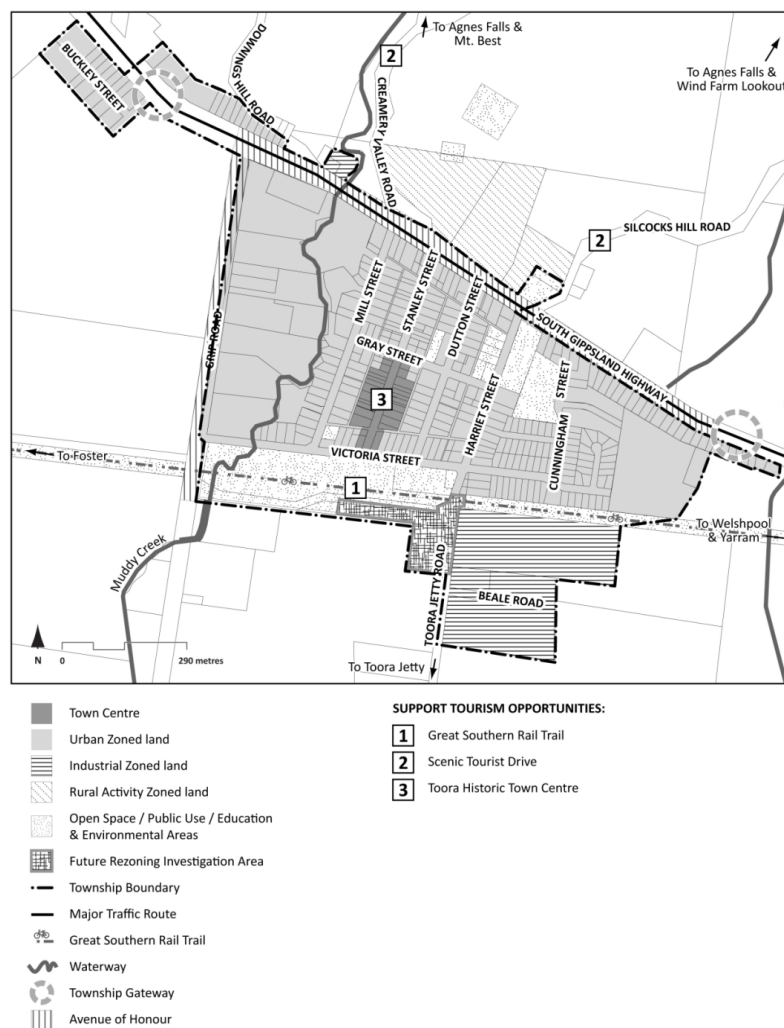 To Agnes Falls &
Mt. Best
To Agnes Falls &
Wind Farm Lookout
BUCKLEY STREET
DOWNINGS HILL ROAD
2
CREAMERY VALLEY ROAD
2
SILCOCKS HILL ROAD
MILL STREET
STANLEY STREET
DUTTON STREET
SOUTH GIPPSLAND HIGHWAY
GRIP ROAD
GRAY STREET
3
HARRIET STREET
CUNNINGHAM STREET
VICTORIA STREET
To Foster
1
To Welshpool
& Yarram
Muddy Creek
TOORA JETTY ROAD
BEALE ROAD
N
0
290 metres
To Toora Jetty
Town Centre
Urban Zoned land
Industrial Zoned land
Rural Activity Zoned land
Open Space / Public Use / Education
& Environmental Areas
Future Rezoning Investigation Area
Township Boundary
Major Traffic Route
Great Southern Rail Trail
Waterway
Township Gateway
Avenue of Honour
SUPPORT TOURISM OPPORTUNITIES:
1 Great Southern Rail Trail
2 Scenic Tourist Drive
3 Toora Historic Town Centre